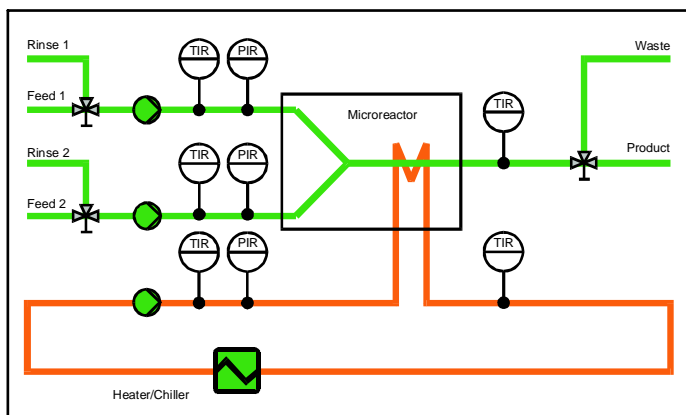 Rinse 1
Waste
TIR
PIR
Feed 1
Microreactor
TIR
Rinse 2
Product
TIR
PIR
Feed 2
TIR
PIR
TIR
Heater/Chiller